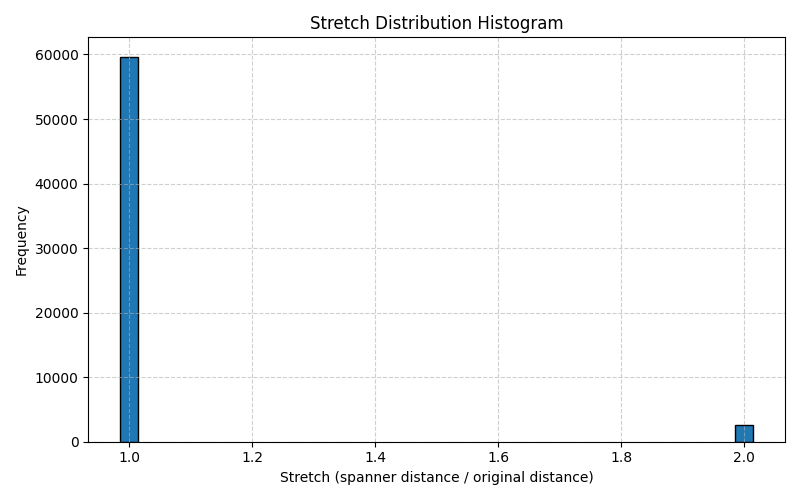 Stretch Distribution Histogram
Frequency
60000
50000
40000
30000
20000
10000
0
1.0 1.2 1.4 1.6 1.8 2.0
Stretch (spanner distance / original distance)